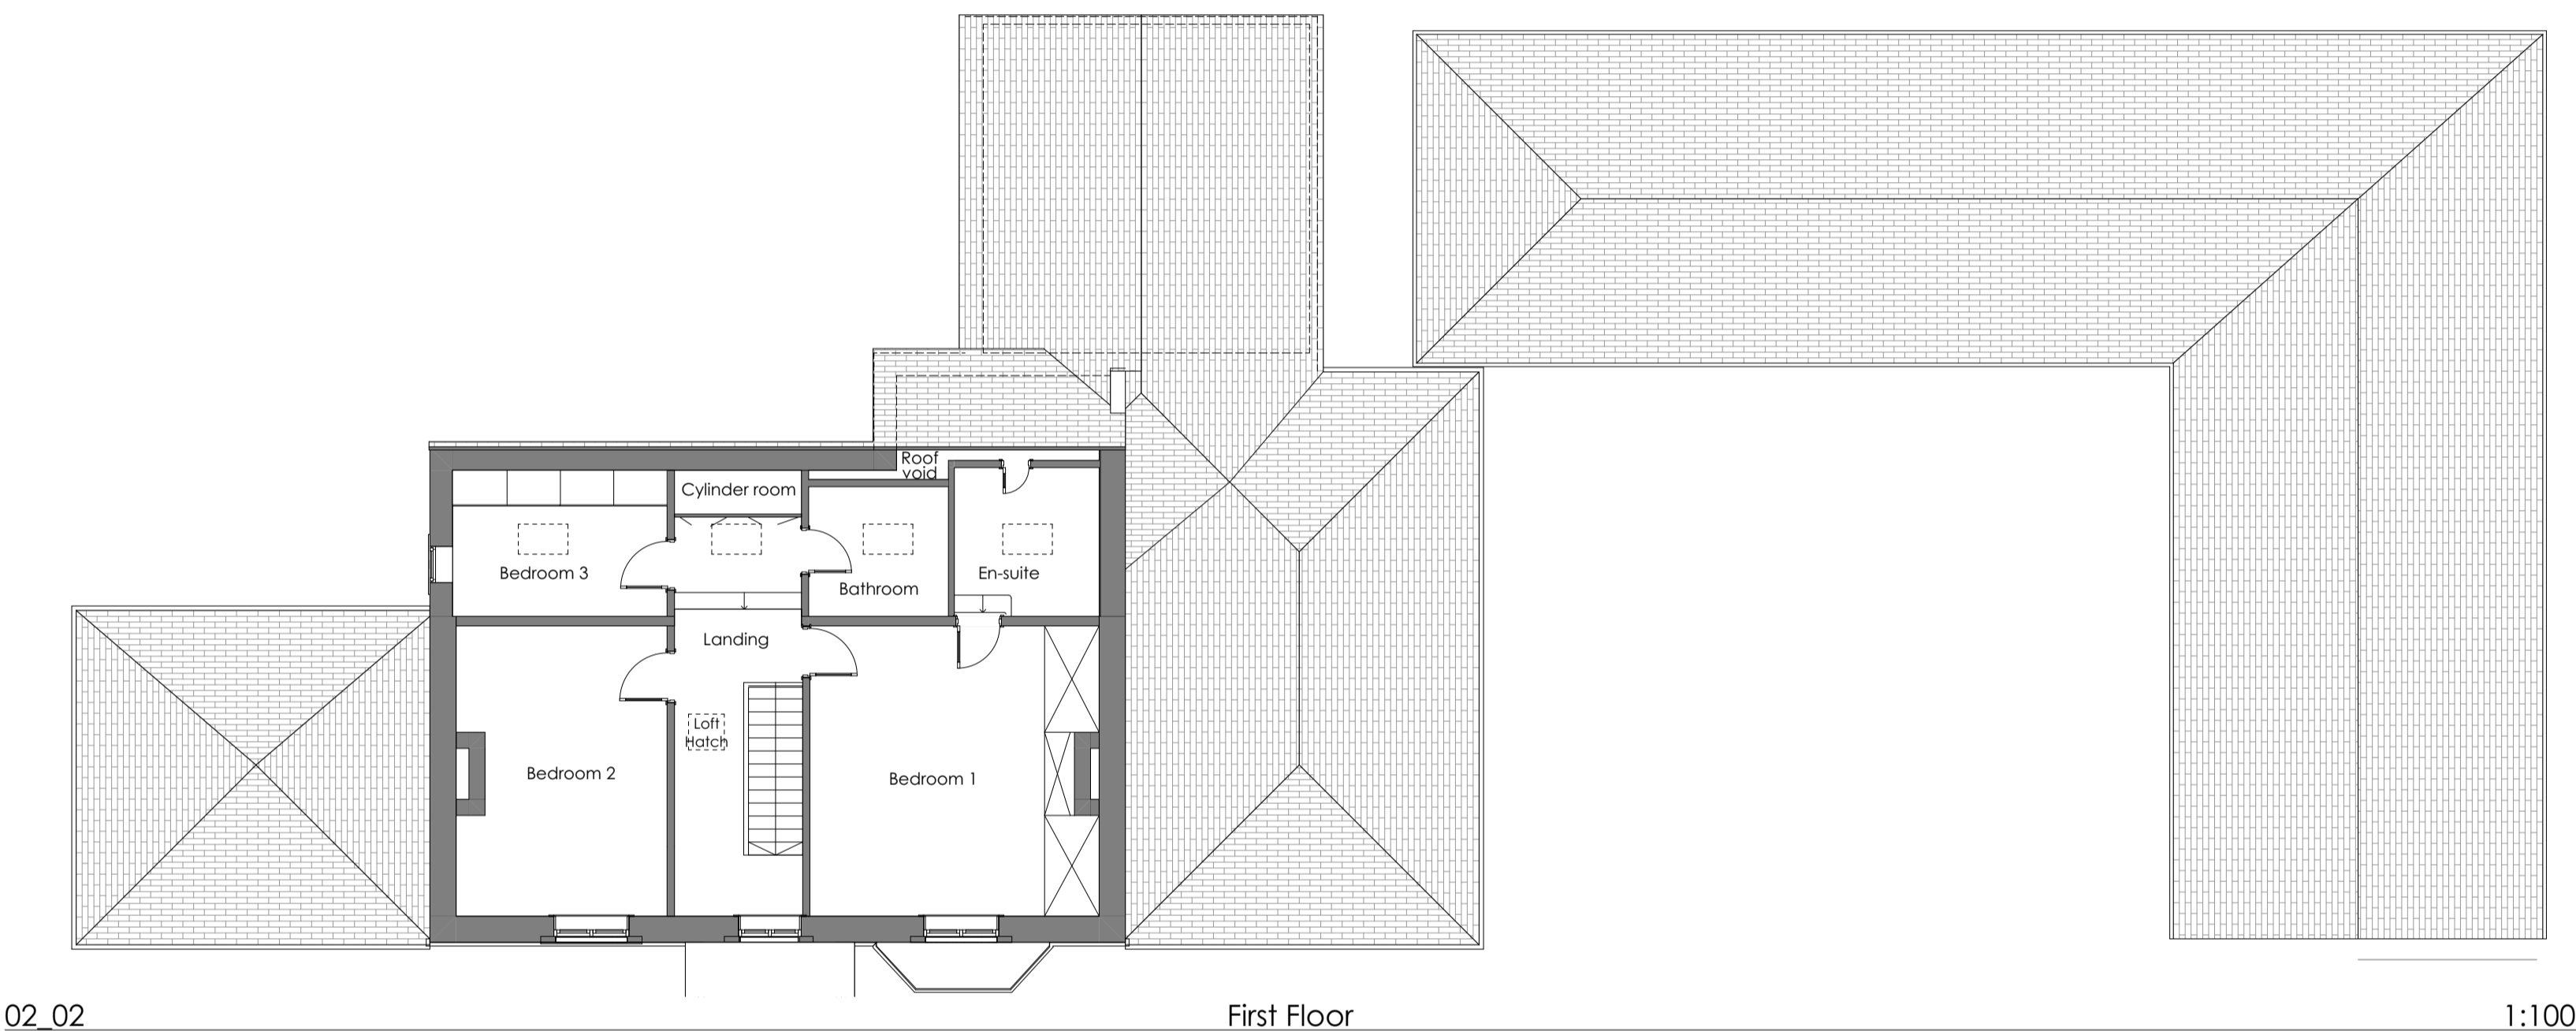 Roof
void
Cylinder room
Bedroom 3
Bathroom
En-suite
Landing
Loft
Hatch
Bedroom 2
Bedroom 1
02_02
First Floor
1:100